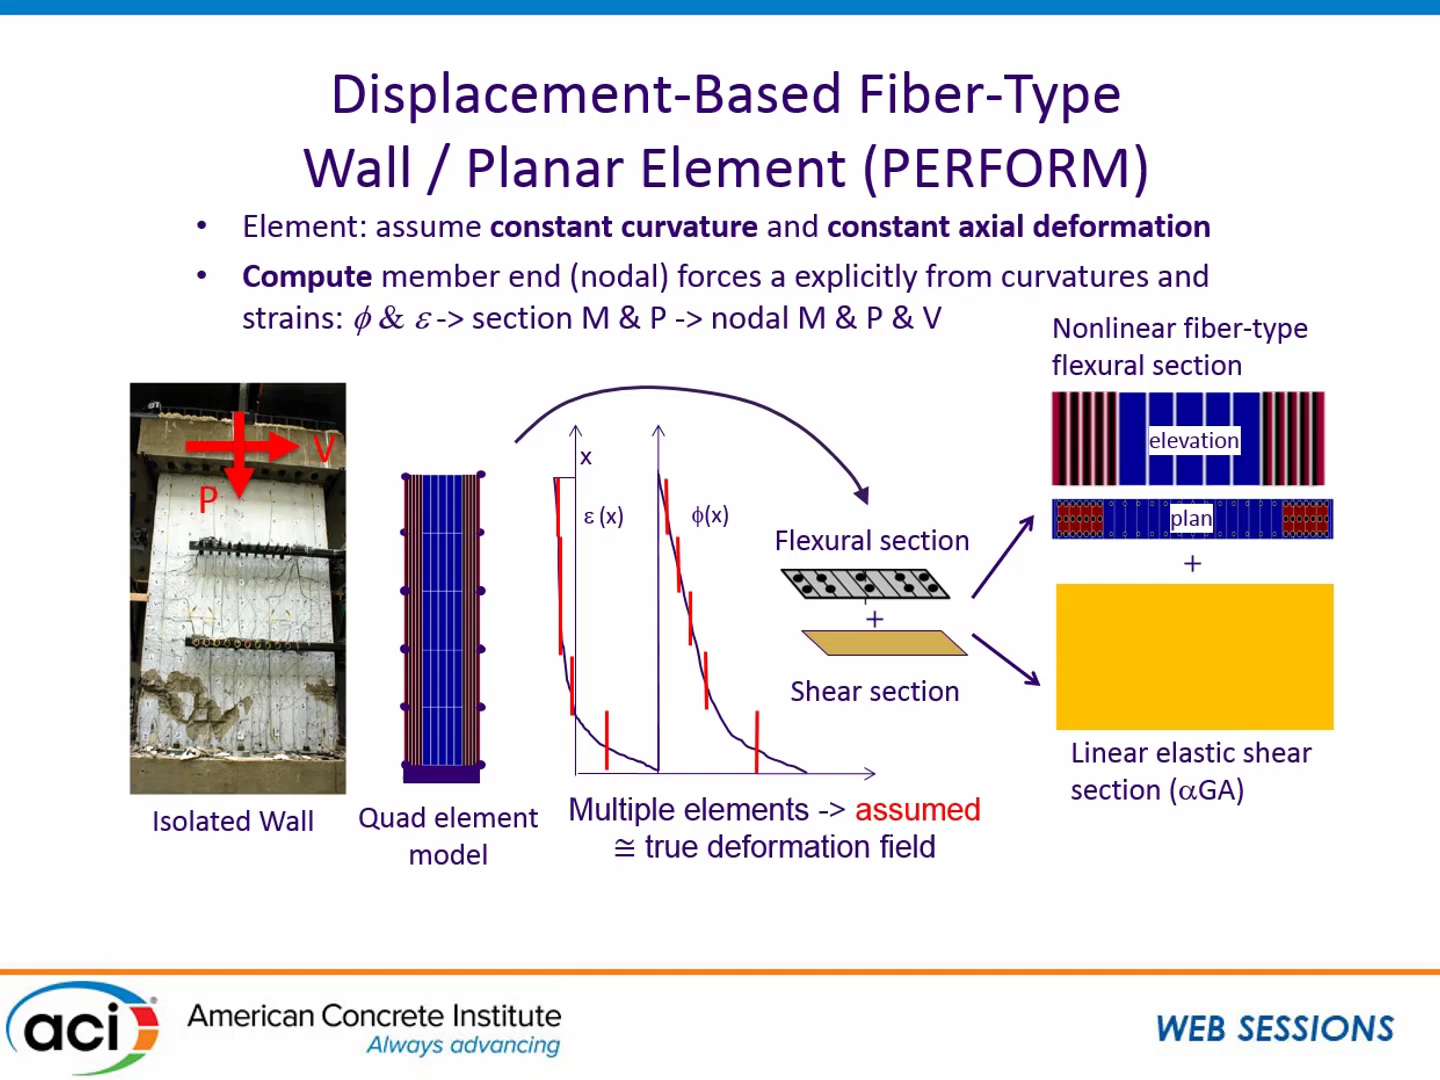 Displacement-Based Fiber-Type
Wall / Planar Element (PERFORM)
• Element: assume constant curvature and constant axial deformation
• Compute member end (nodal) forces a explicitly from curvatures and
strains: ϕ & ε -> section M & P -> nodal M & P & V
Nonlinear fiber-type
flexural section
V
P
x
ε (x)
ϕ(x)
elevation
plan
+
Flexural section
+
Shear section
Linear elastic shear
section (αGA)
Isolated Wall
Quad element
model
Multiple elements -> assumed
≅ true deformation field
aci®
American Concrete Institute
Always advancing
WEB SESSIONS